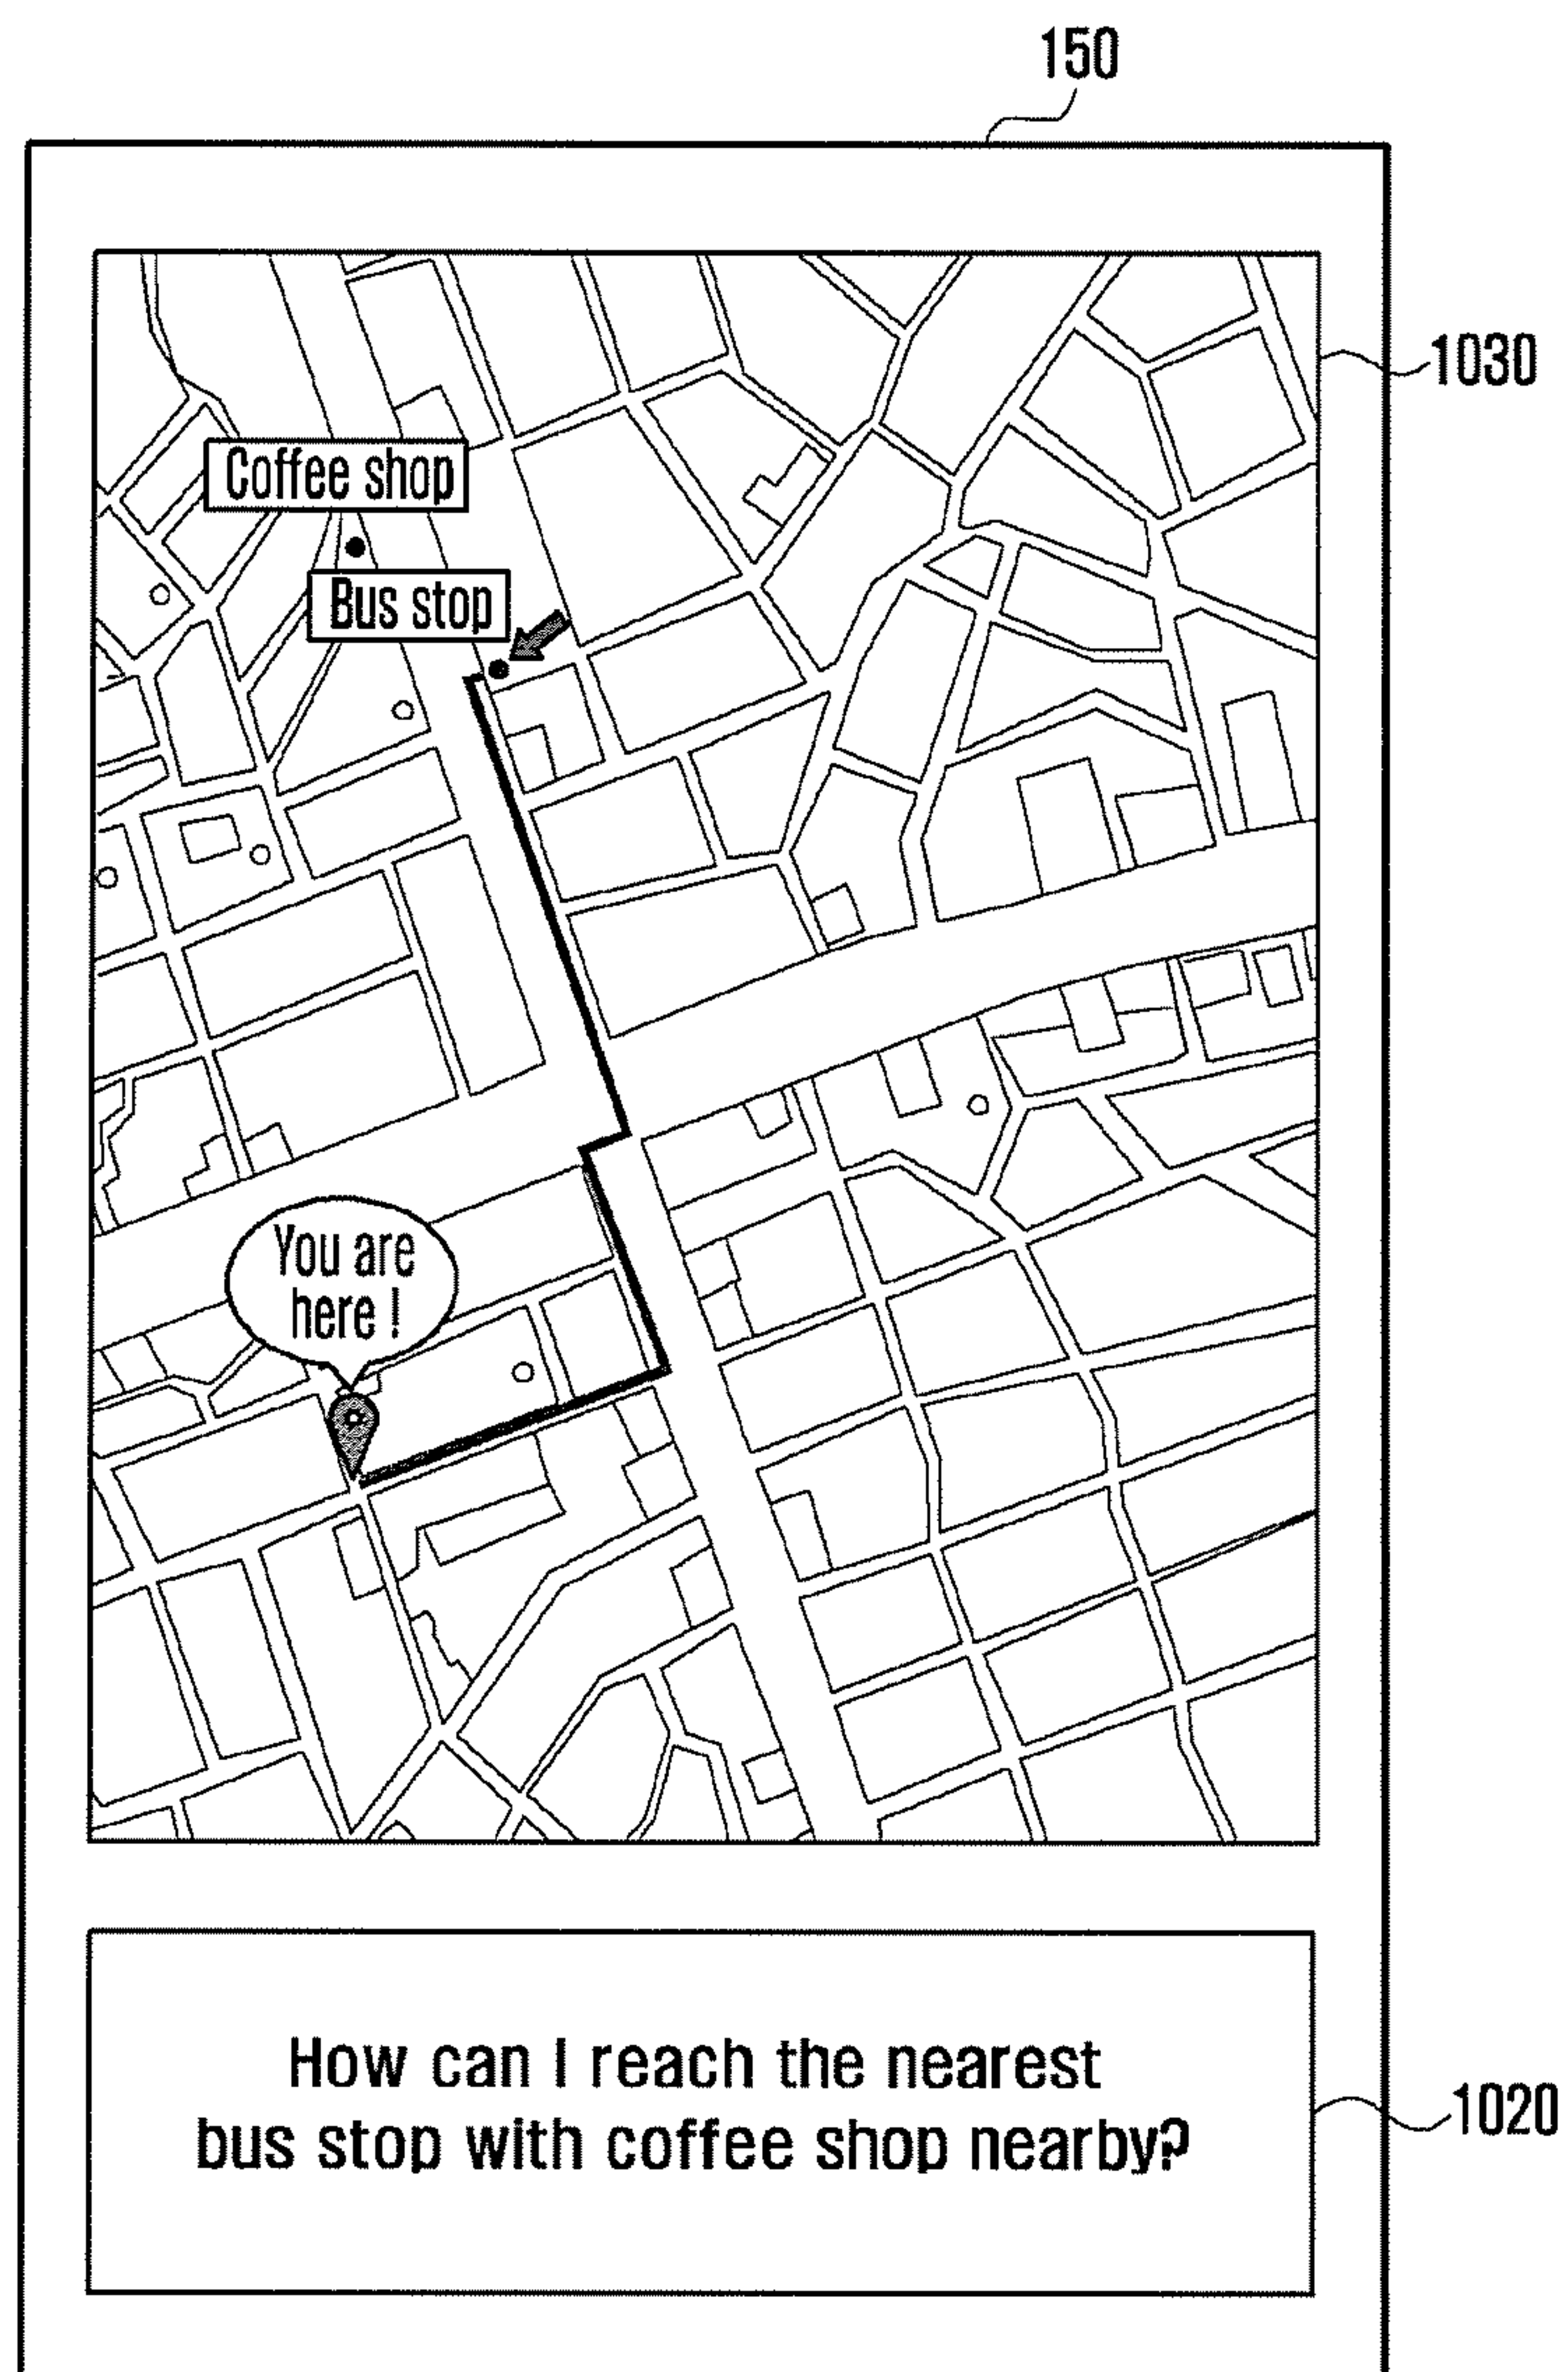 150
1030
Coffee shop
Bus stop
You are
here !
How can I reach the nearest
bus stop with coffee shop nearby?
1020